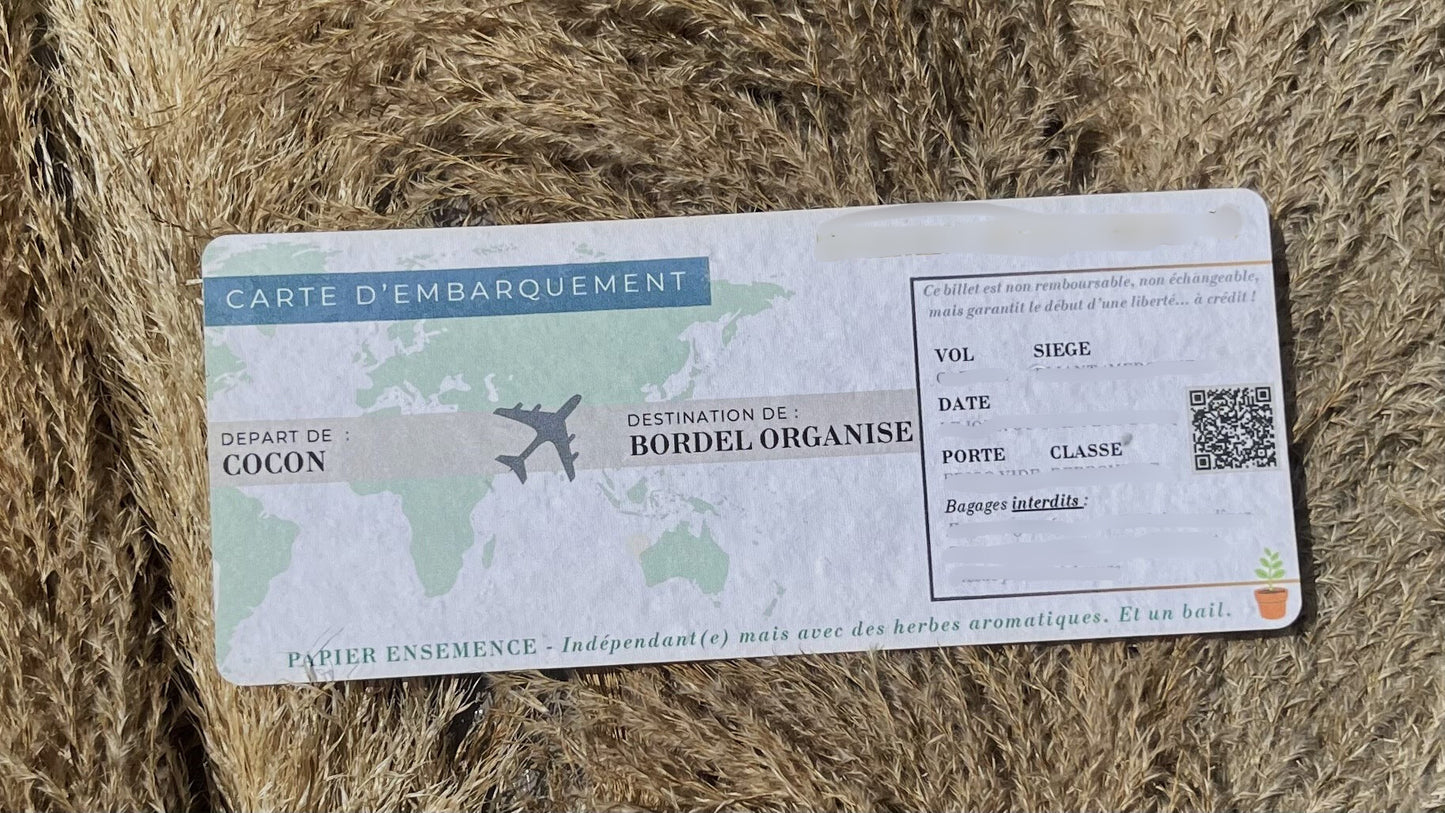 CARTE D'EMBARQUEMENT
DEPART DE :
COCON
DESTINATION DE :
BORDEL ORGANISE
Ce billet est non remboursable, non échangeable,
mais garantit le début d'une liberté... à crédit !
VOL SIEGE
DATE
PORTE CLASSE
Bagages interdits :
PAPIER ENSEMENCE - Indépendant(e) mais avec des herbes aromatiques. Et un bail.